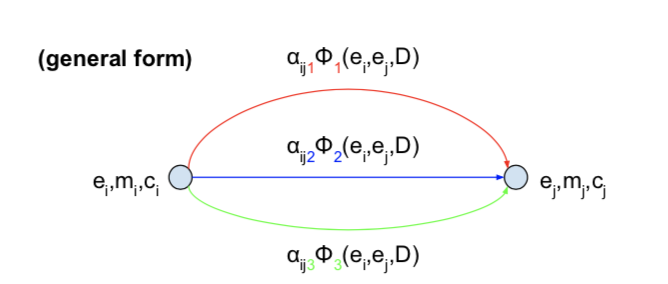 (general form)
αij1Φ1(ei,ej,D)
αij2Φ2(ei,ej,D)
ei,mi,ci
ej,mj,cj
αij3Φ3(ei,ej,D)